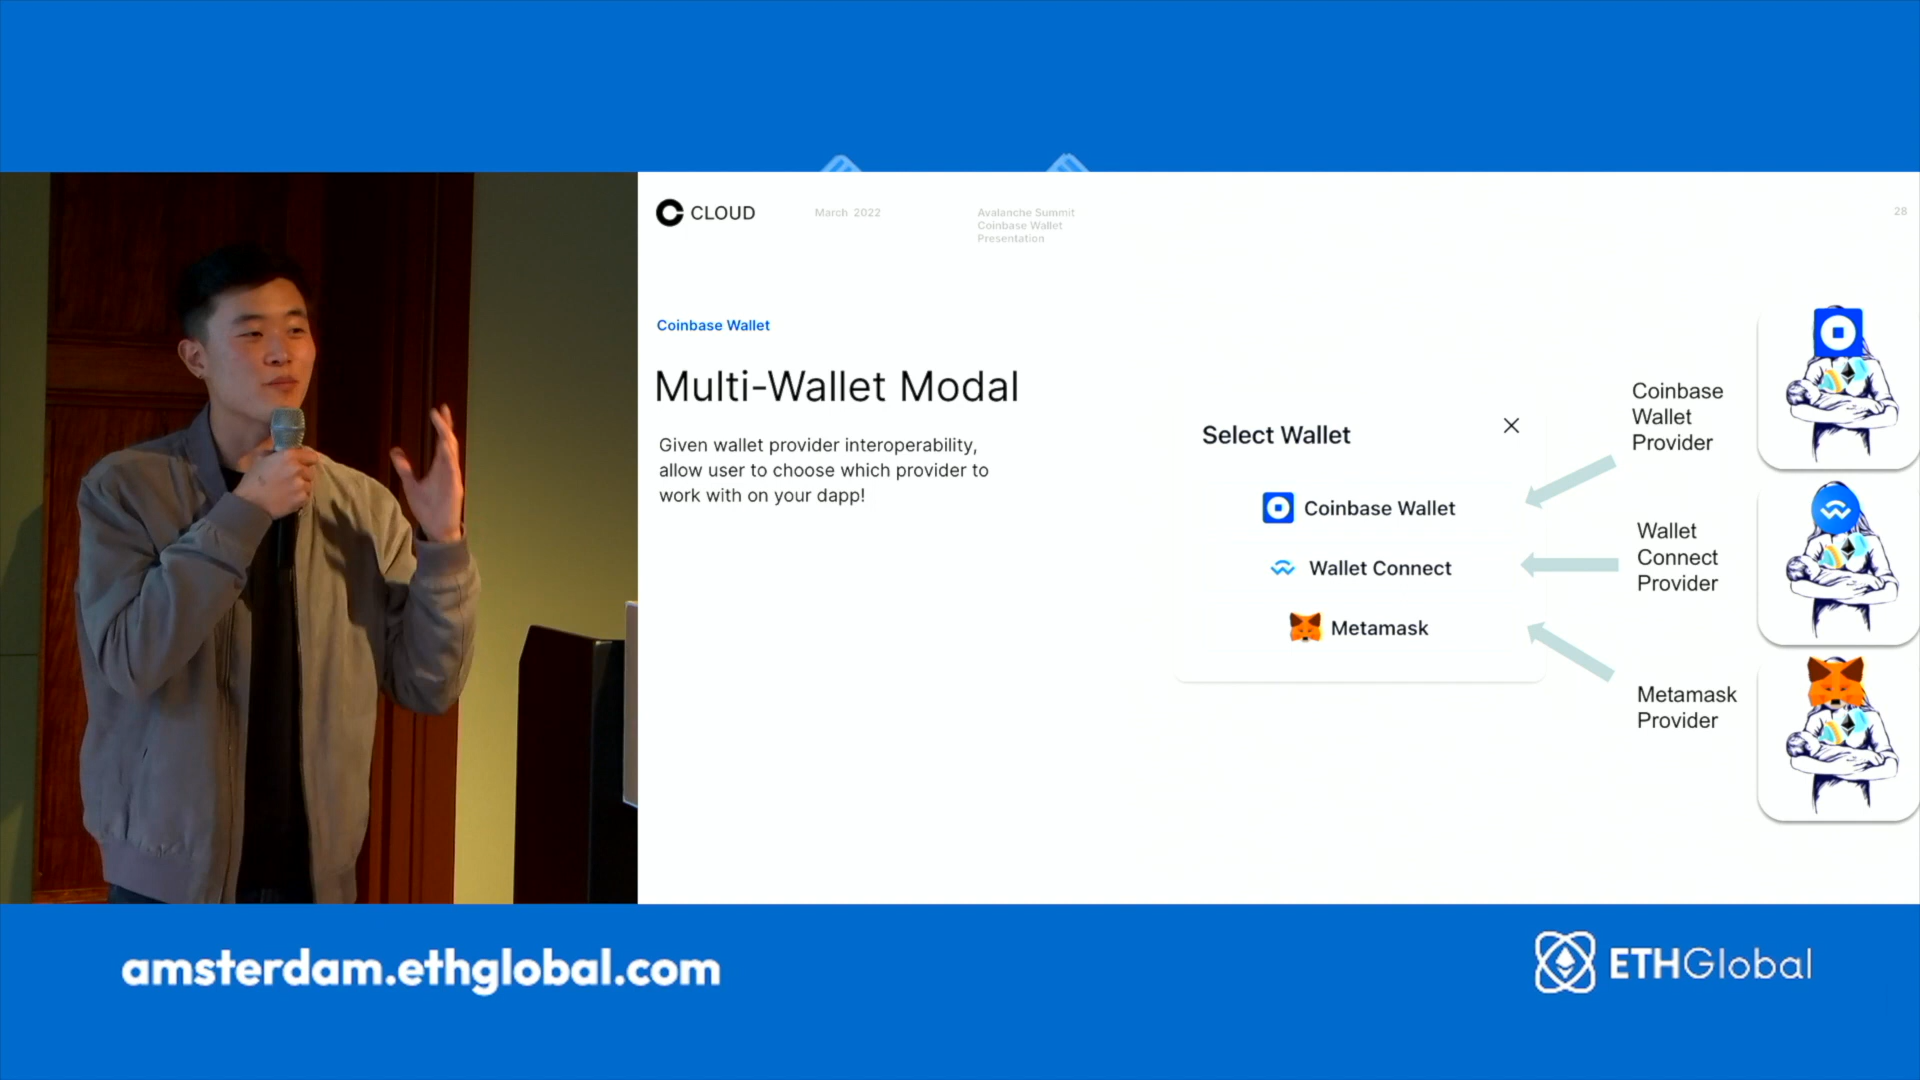 CLOUD
March 2022
Avalanche Summit
Coinbase Wallet
Presentation
28
Coinbase Wallet
Multi-Wallet Modal
Given wallet provider interoperability,
allow user to choose which provider to
work with on your dapp!
Select Wallet
Coinbase Wallet
Wallet Connect
Metamask
Coinbase
Wallet
Provider
Wallet
Connect
Provider
Metamask
Provider
amsterdam.ethglobal.com
ETHGlobal